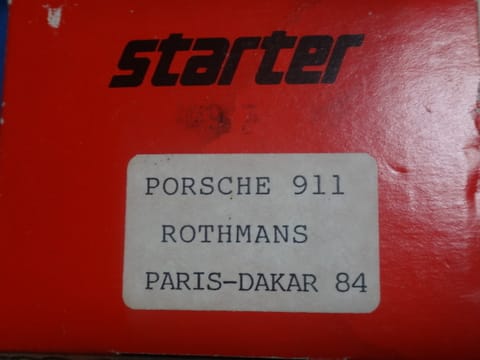 starter
PORSCHE 911
ROTHMANS
PARIS-DAKAR 84